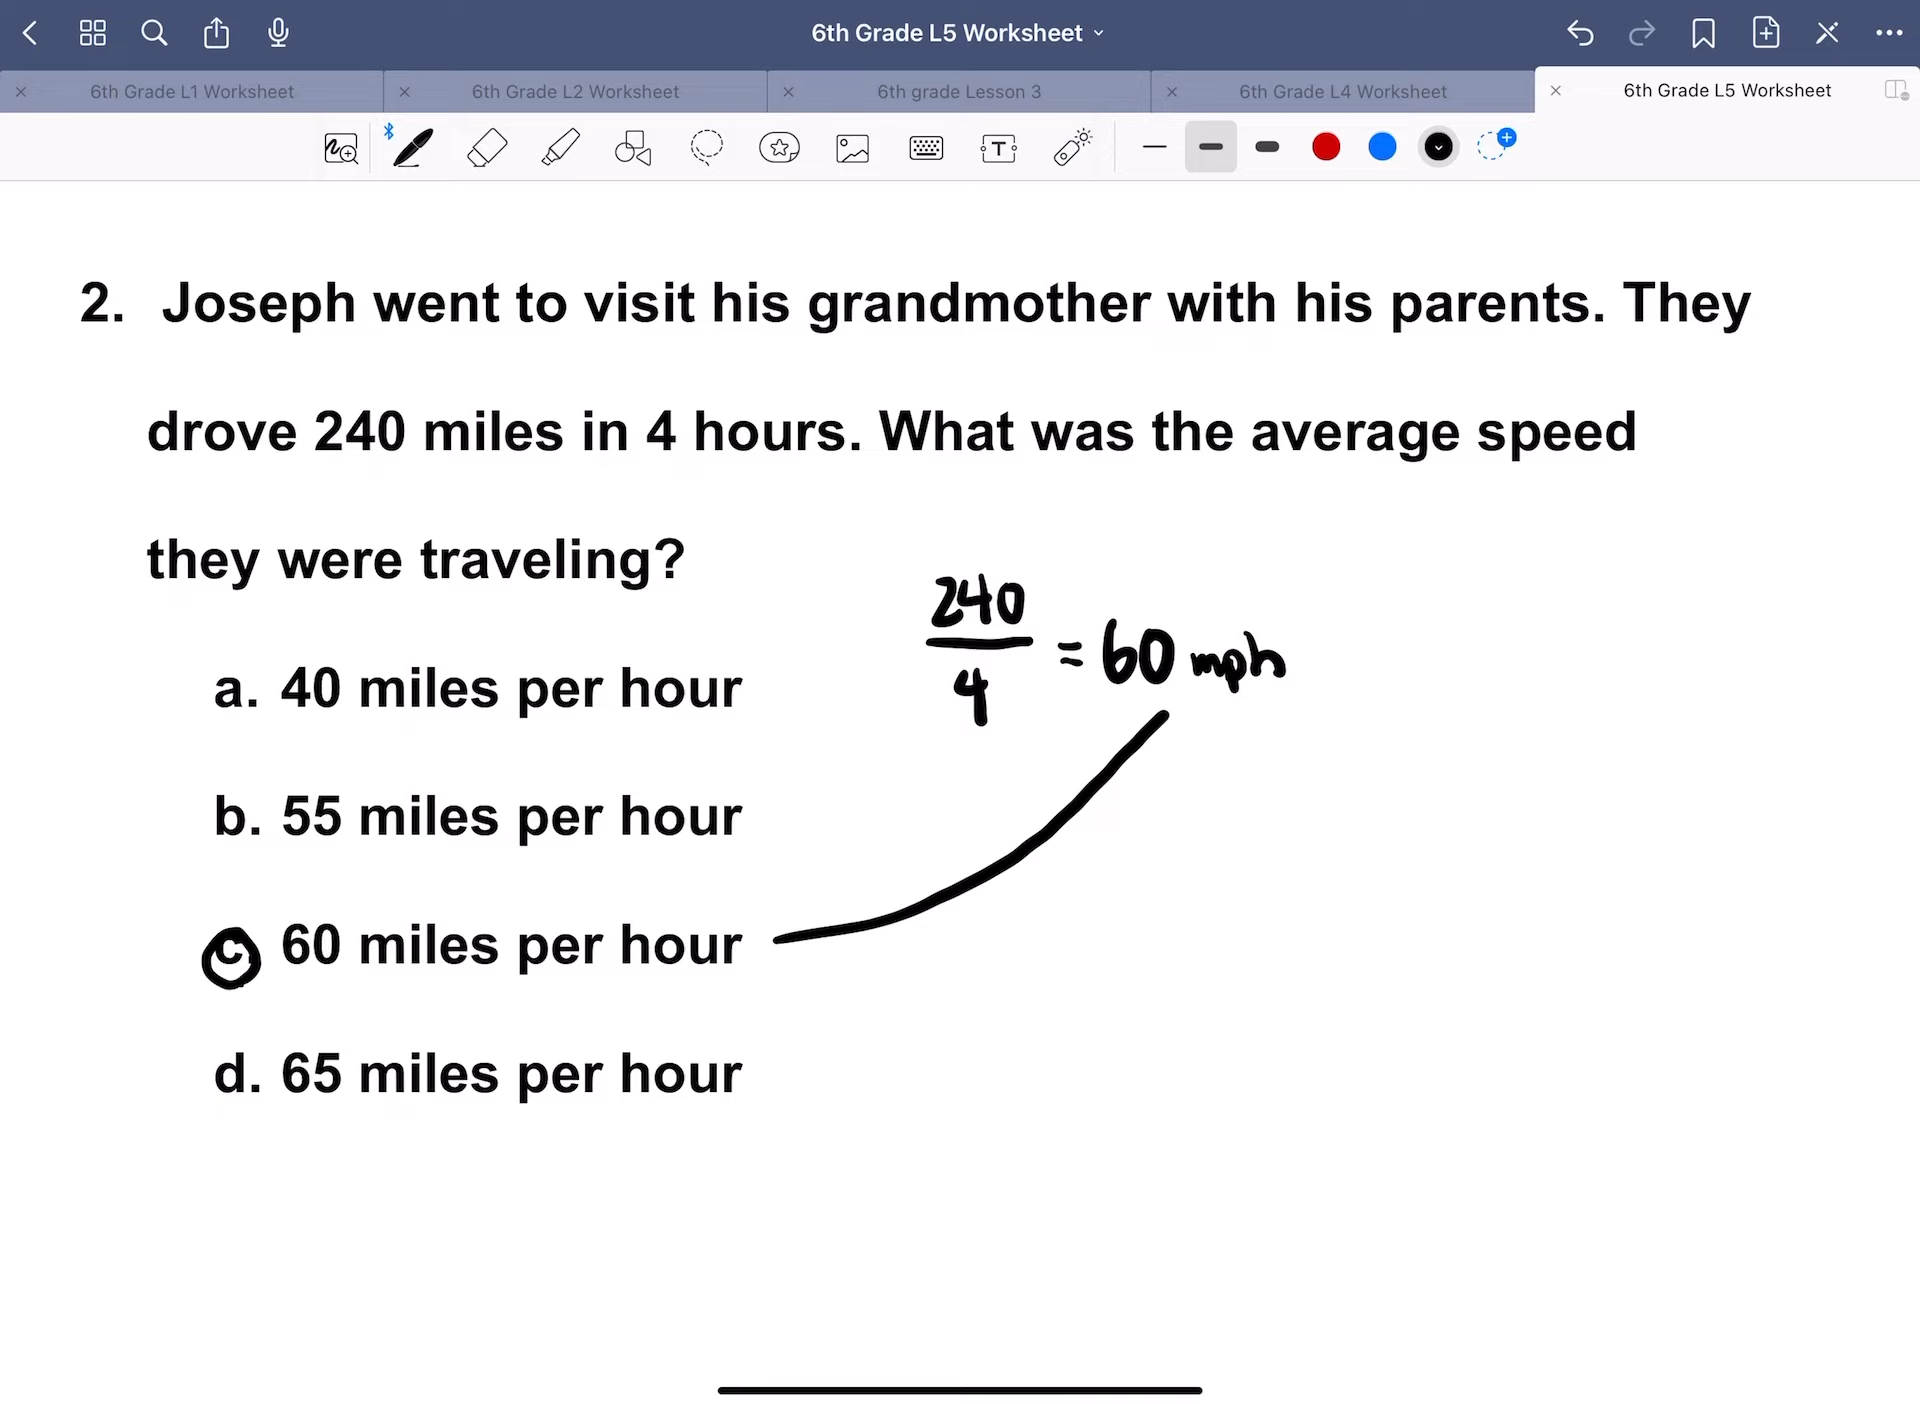 6th Grade L5 Worksheet
6th Grade L1 Worksheet
6th Grade L2 Worksheet
6th grade Lesson 3
6th Grade L4 Worksheet
6th Grade L5 Worksheet
T
2. Joseph went to visit his grandmother with his parents. They
drove 240 miles in 4 hours. What was the average speed
they were traveling?
240
4
= 60 mph
a. 40 miles per hour
b. 55 miles per hour
c. 60 miles per hour
d. 65 miles per hour